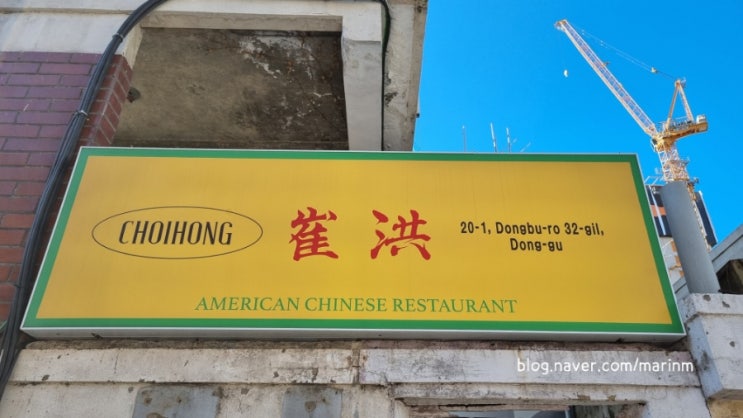 CHOIHONG
崔洪
20-1, Dongbu-ro 32-gil,
Dong-gu
AMERICAN CHINESE RESTAURANT
blog.naver.com/marinm